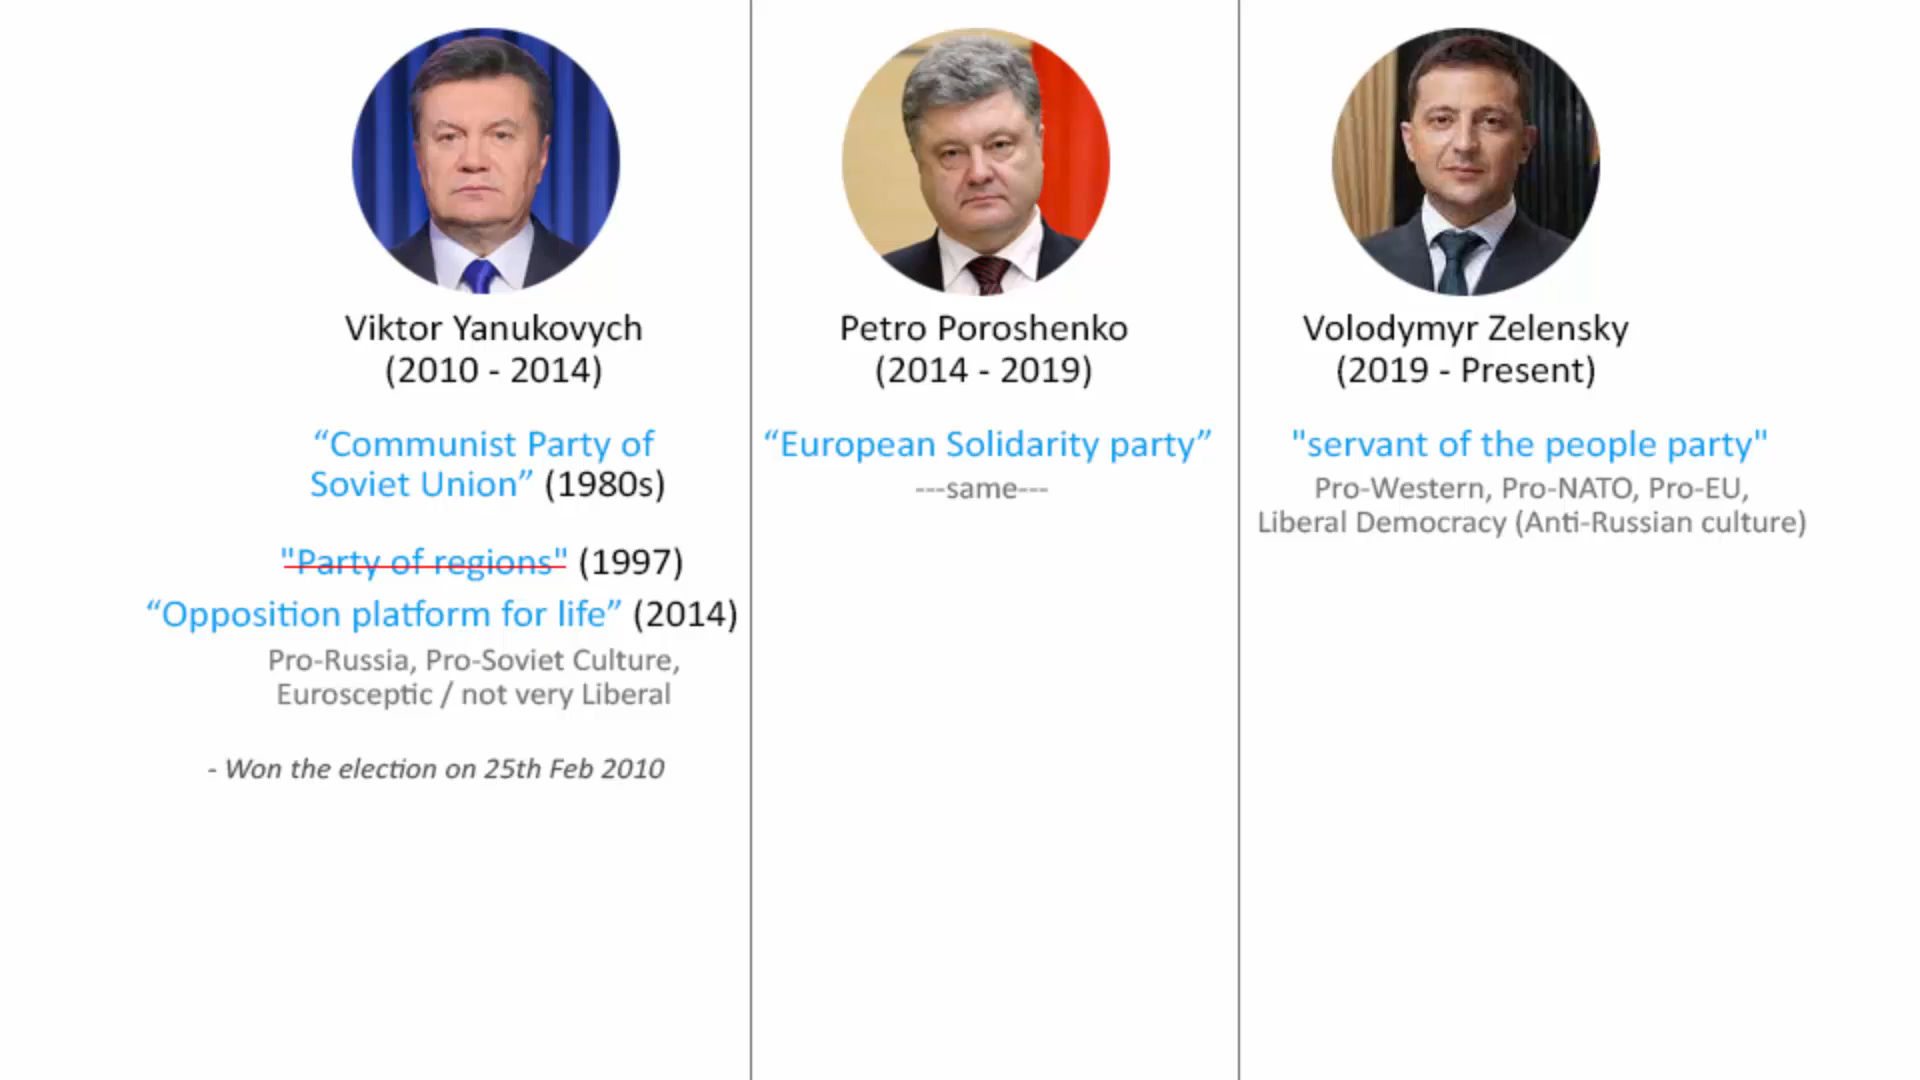 Viktor Yanukovych
(2010 - 2014)
“Communist Party of
Soviet Union” (1980s)
"Party of regions" (1997)
“Opposition platform for life” (2014)
Pro-Russia, Pro-Soviet Culture,
Eurosceptic / not very Liberal
- Won the election on 25th Feb 2010
Petro Poroshenko
(2014 - 2019)
“European Solidarity party”
---same---
Volodymyr Zelensky
(2019 - Present)
"servant of the people party"
Pro-Western, Pro-NATO, Pro-EU,
Liberal Democracy (Anti-Russian culture)